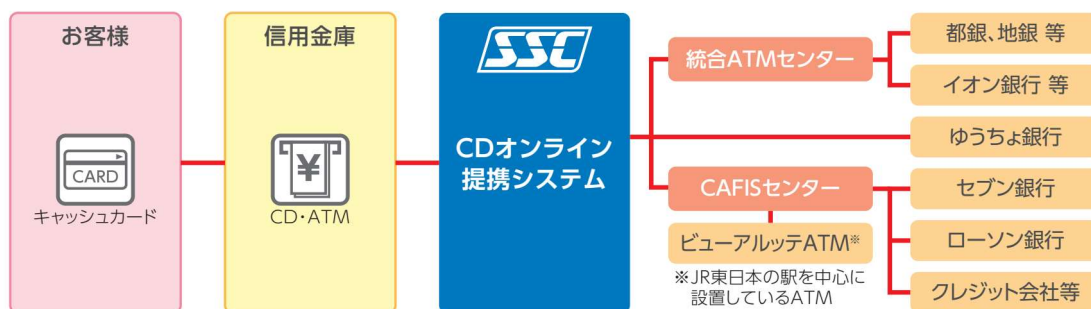 お客様
CARD
キャッシュカード
信用金庫
¥
CD・ATM
SSC
CDオンライン
提携システム
統合ATMセンター
都銀、地銀 等
イオン銀行 等
ゆうちょ銀行
CAFISセンター
セブン銀行
ローソン銀行
クレジット会社等
ビューアルッテATM※
※JR東日本の駅を中心に
設置しているATM